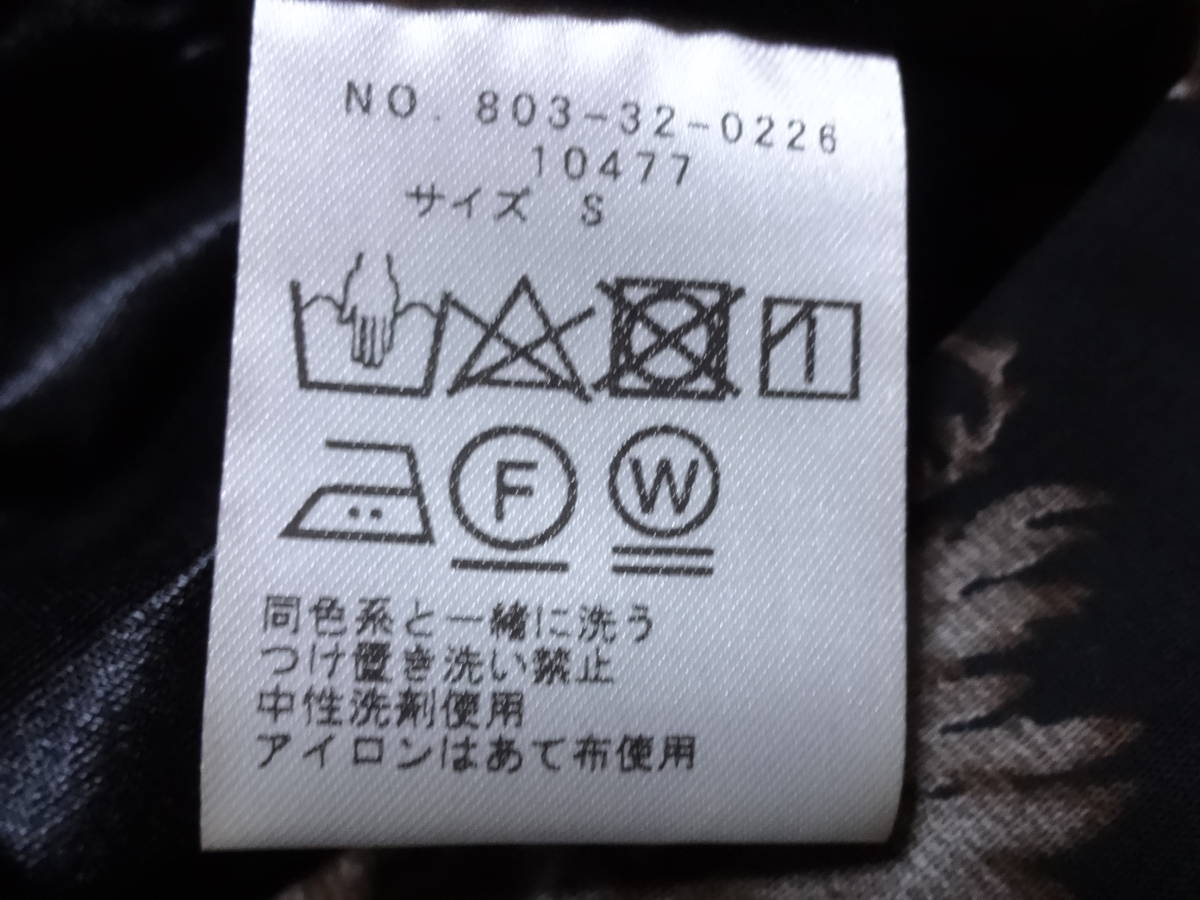 NO. 803-32-0226
10477
サイズ S
F W
同色系と一緒に洗う
つけ置き洗い禁止
中性洗剤使用
アイロンはあて布使用